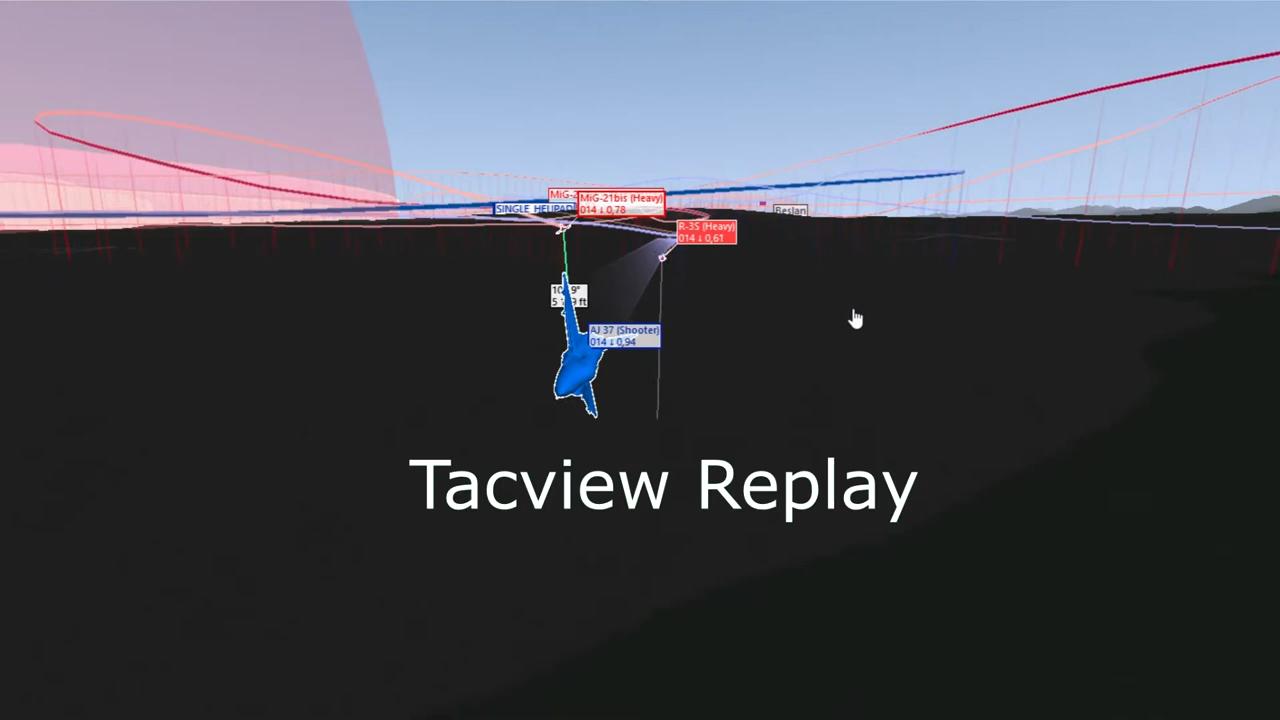 MiG-21bis (Heavy)
014 ↓ 0,78
SINGLE_HELIPAD
Beslan
R-3S (Heavy)
014 ↓ 0,61
AJ 37 (Shooter)
014 ↓ 0,94
Tacview Replay